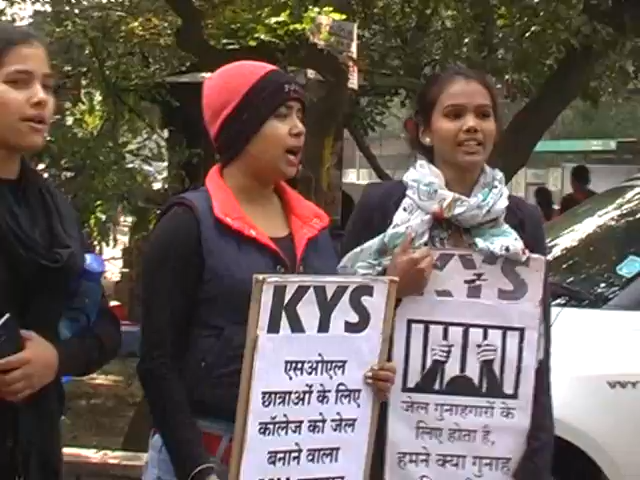 KYS
एसओएल
छात्राओं के लिए
कॉलेज को जेल
बनाने वाला
KYS
जेल गुनाहगारों के
लिए होता है,
हमने क्या गुनाह